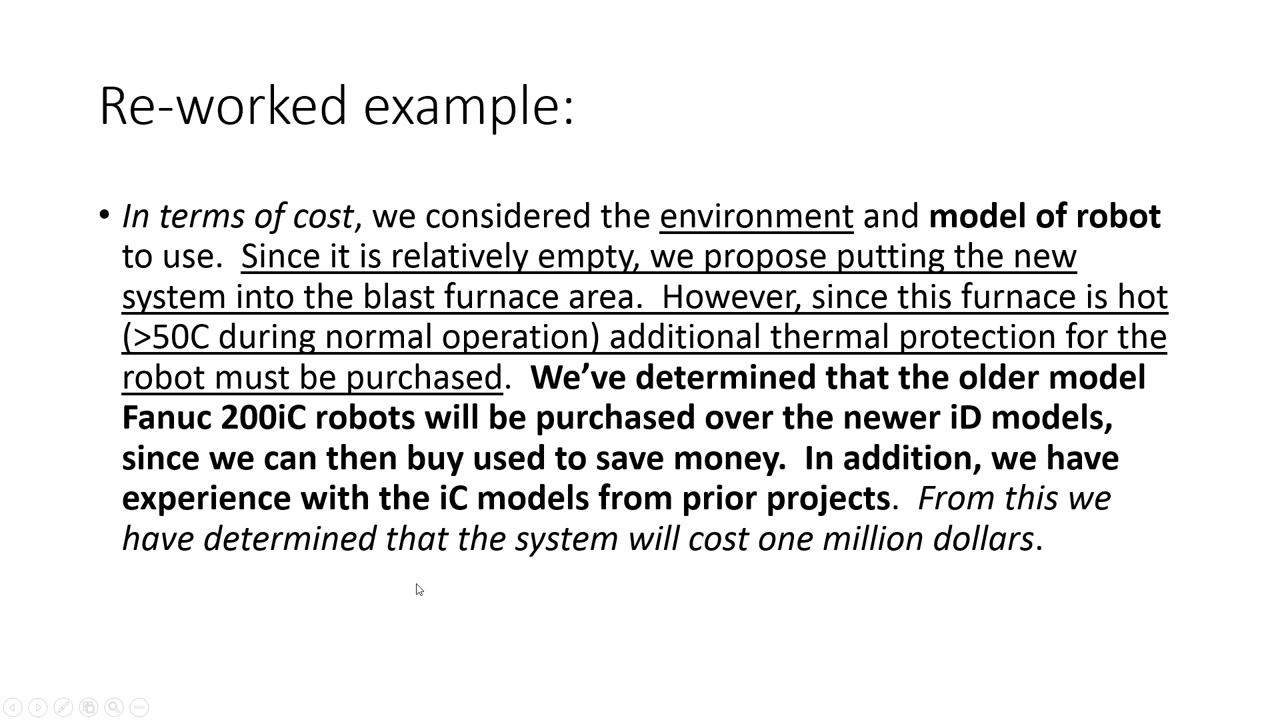 Re-worked example:
• In terms of cost, we considered the environment and model of robot
to use.  Since it is relatively empty, we propose putting the new
system into the blast furnace area.  However, since this furnace is hot
(>50C during normal operation) additional thermal protection for the
robot must be purchased.  We’ve determined that the older model
Fanuc 200iC robots will be purchased over the newer iD models,
since we can then buy used to save money.  In addition, we have
experience with the iC models from prior projects.  From this we
have determined that the system will cost one million dollars.